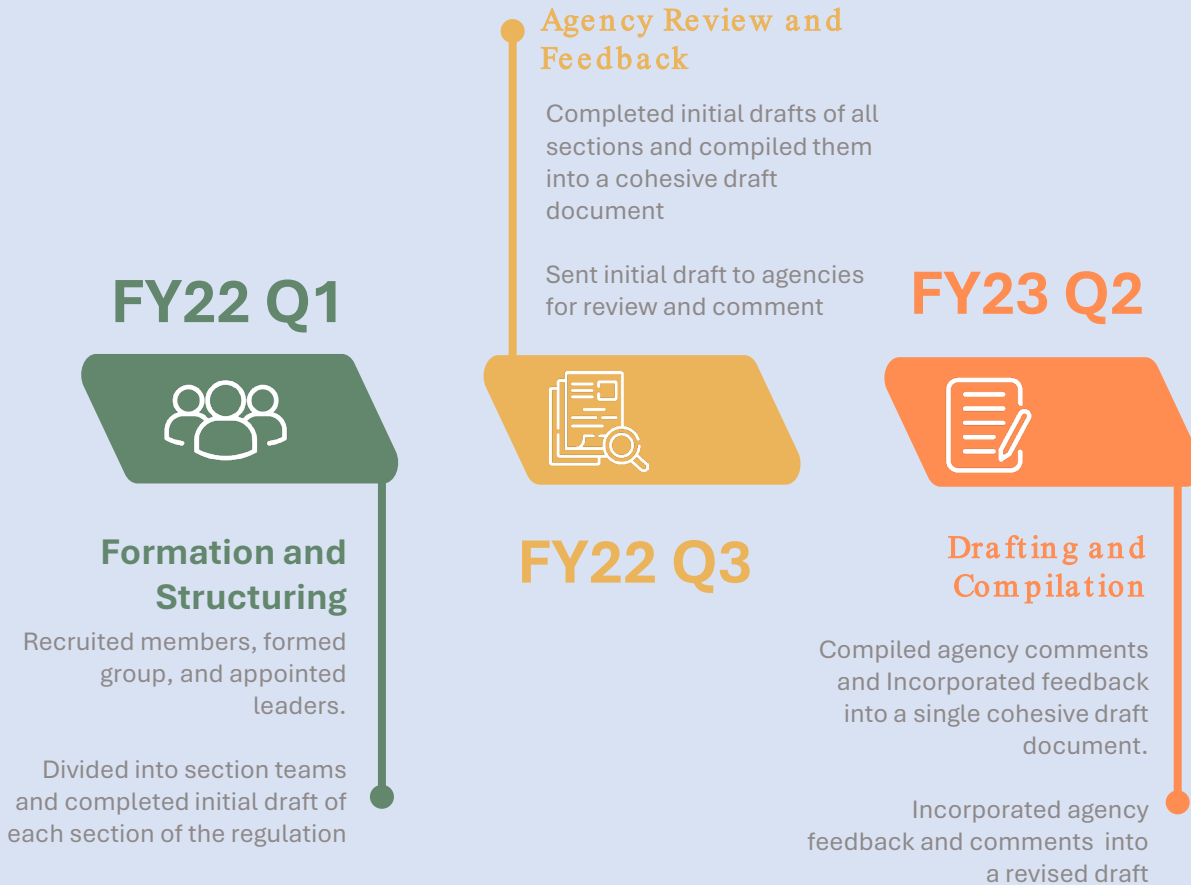 FY22 Q1
Formation and
Structuring
Recruited members, formed
group, and appointed
leaders.
Divided into section teams
and completed initial draft of
each section of the regulation
Agency Review and
Feedback
Completed initial drafts of all
sections and compiled them
into a cohesive draft
document
Sent initial draft to agencies
for review and comment
FY22 Q3
FY23 Q2
Drafting and
Compilation
Compiled agency comments
and Incorporated feedback
into a single cohesive draft
document.
Incorporated agency
feedback and comments into
a revised draft